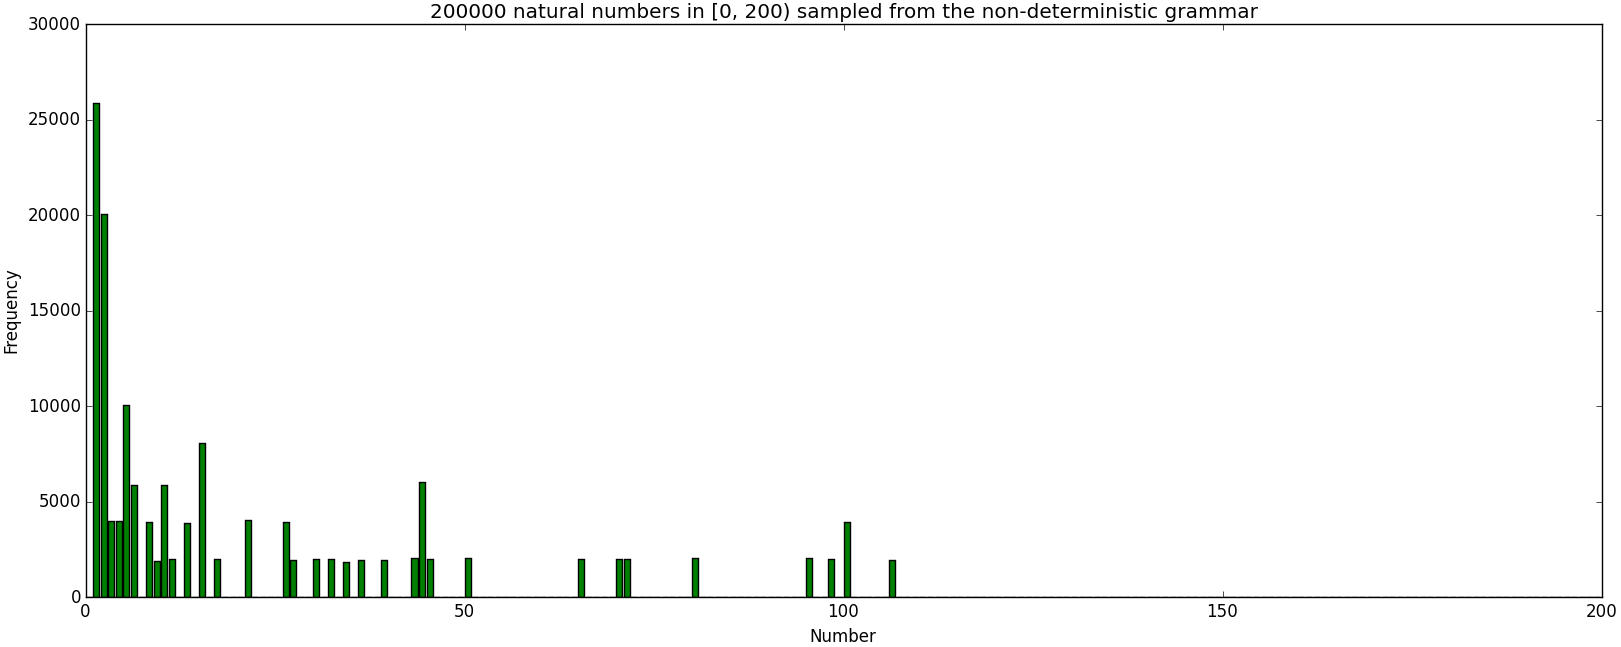 200000 natural numbers in [0, 200) sampled from the non-deterministic grammar
30000
25000
20000
15000
10000
5000
0
Frequency
0 50 100 150 200
Number